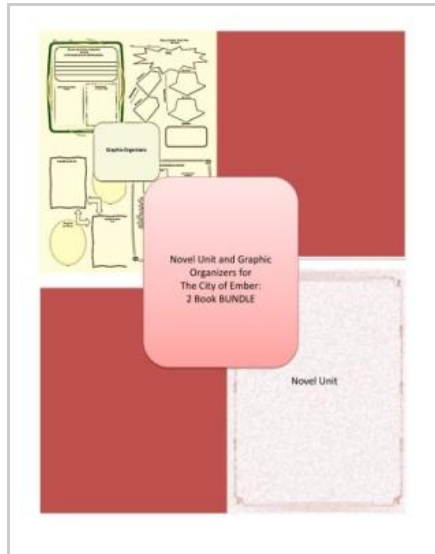 Graphic Organizers
Novel Unit and Graphic
Organizers for
The City of Ember:
2 Book BUNDLE
Novel Unit